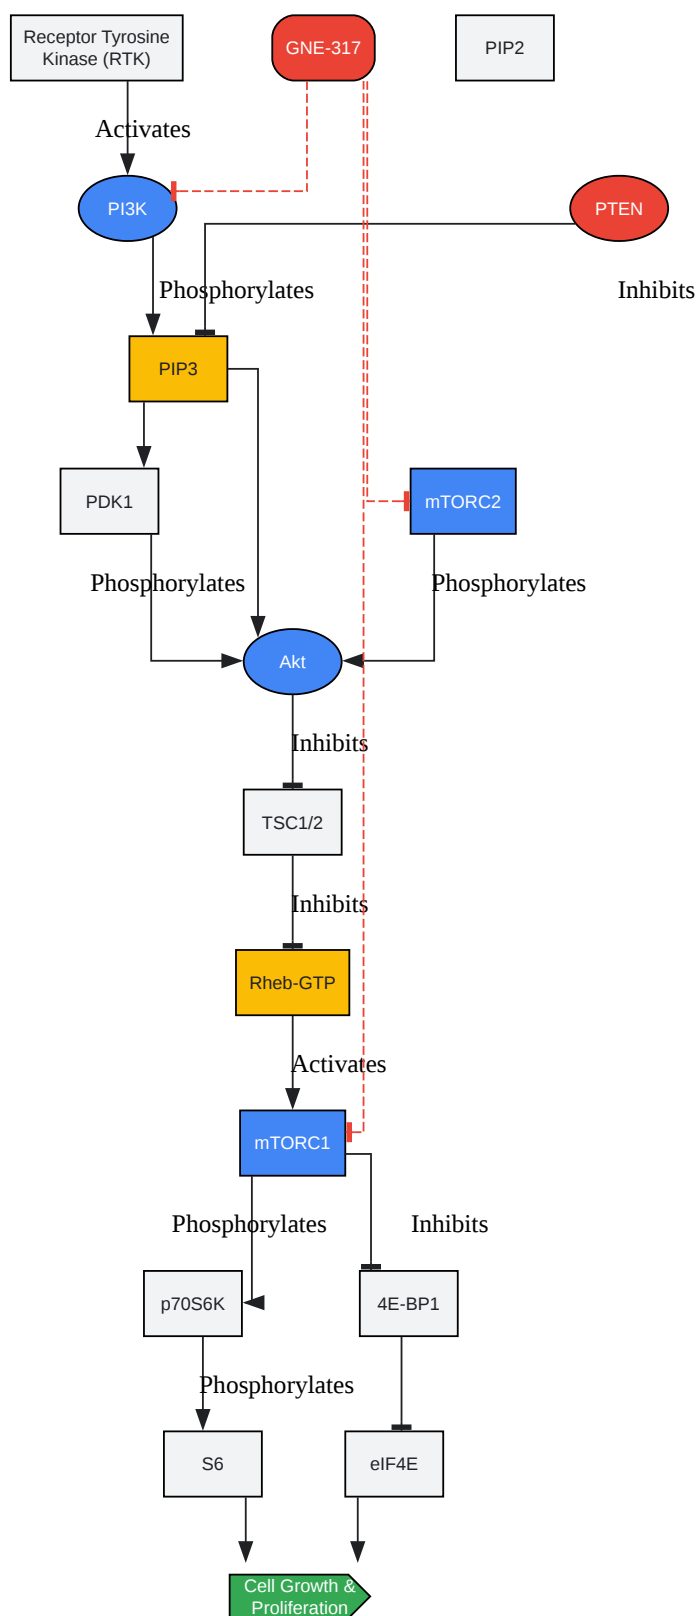 Receptor Tyrosine
Kinase (RTK)
GNE-317
PIP2
Activates
PI3K
PTEN
Phosphorylates
Inhibits
PIP3
PDK1
mTORC2
Phosphorylates
Phosphorylates
Akt
Inhibits
TSC1/2
Inhibits
Rheb-GTP
Activates
mTORC1
Phosphorylates
Inhibits
p70S6K
4E-BP1
Phosphorylates
S6
eIF4E
Cell Growth &
Proliferation